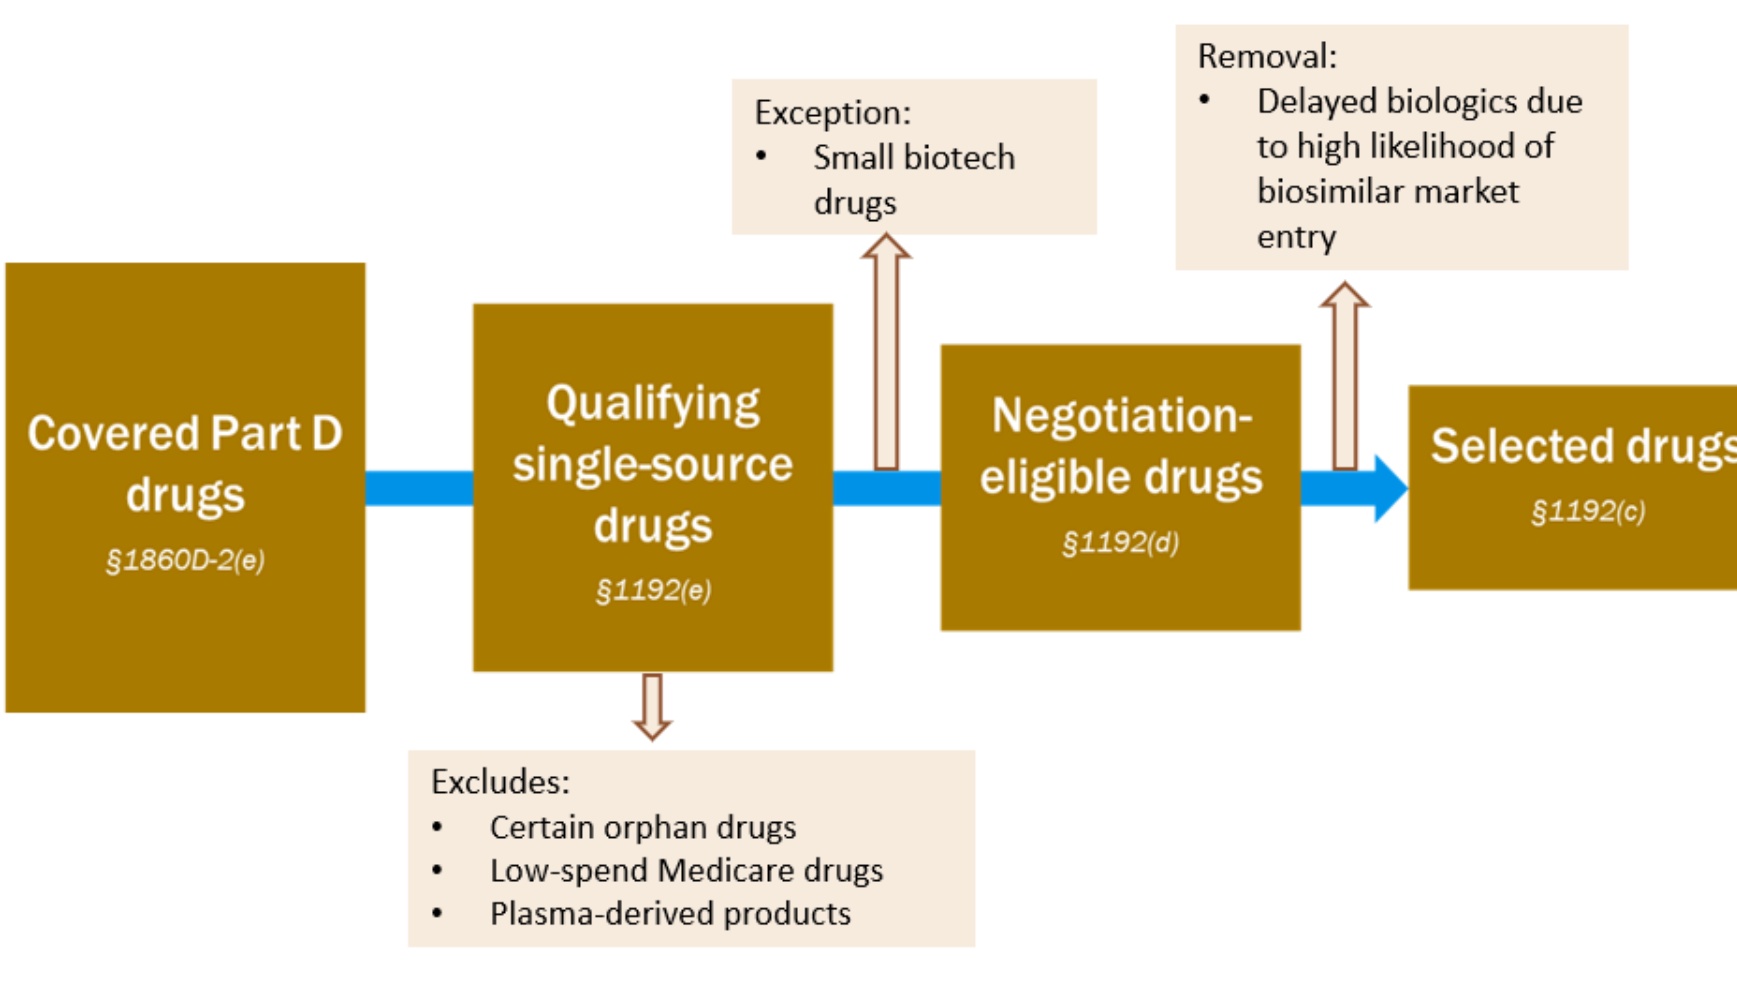 Removal:
• Delayed biologics due
to high likelihood of
biosimilar market
entry
Exception:
• Small biotech
drugs
Covered Part D
drugs
§1860D-2(e)
Qualifying
single-source
drugs
§1192(e)
Negotiation-
eligible drugs
§1192(d)
Selected drugs
§1192(c)
Excludes:
• Certain orphan drugs
• Low-spend Medicare drugs
• Plasma-derived products